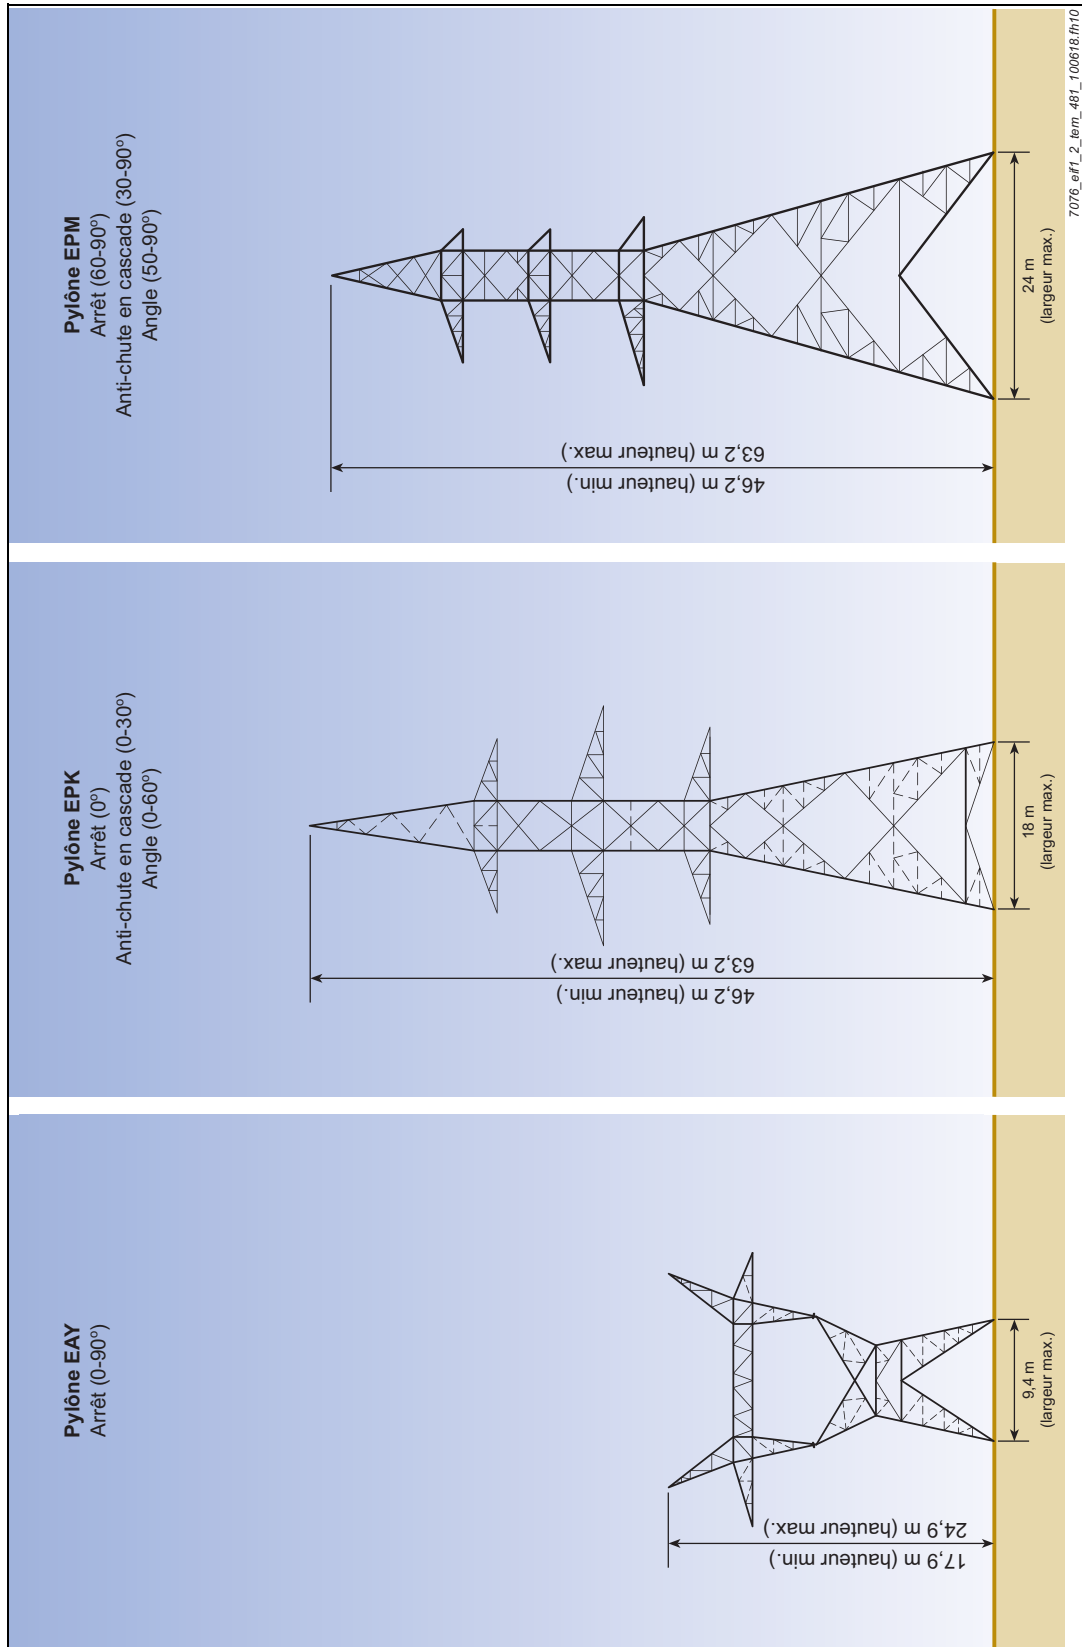 Pylône EPM
Arrêt (60-90°)
Anti-chute en cascade (30-90°)
Angle (50-90°)
63,2 m (hauteur max.)
46,2 m (hauteur min.)
24 m
(largeur max.)
7076_eif1_2_tem_481_100618.fh10
Pylône EPK
Arrêt (0°)
Anti-chute en cascade (0-30°)
Angle (0-60°)
63,2 m (hauteur max.)
46,2 m (hauteur min.)
18 m
(largeur max.)
Pylône EAY
Arrêt (0-90°)
24,9 m (hauteur max.)
17,9 m (hauteur min.)
9,4 m
(largeur max.)